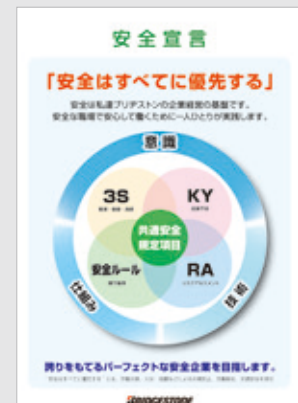 安全宣言
「安全はすべてに優先する」
安全は私達ブリヂストンの企業経営の基盤です。
安全な職場で安心して働くために一人ひとりが実践します。
意識
3S
KY
共通安全
規定項目
安全ルール
RA
仕組み
技術
誇りをもてるパーフェクトな安全企業を目指します。
BRIDGESTONE